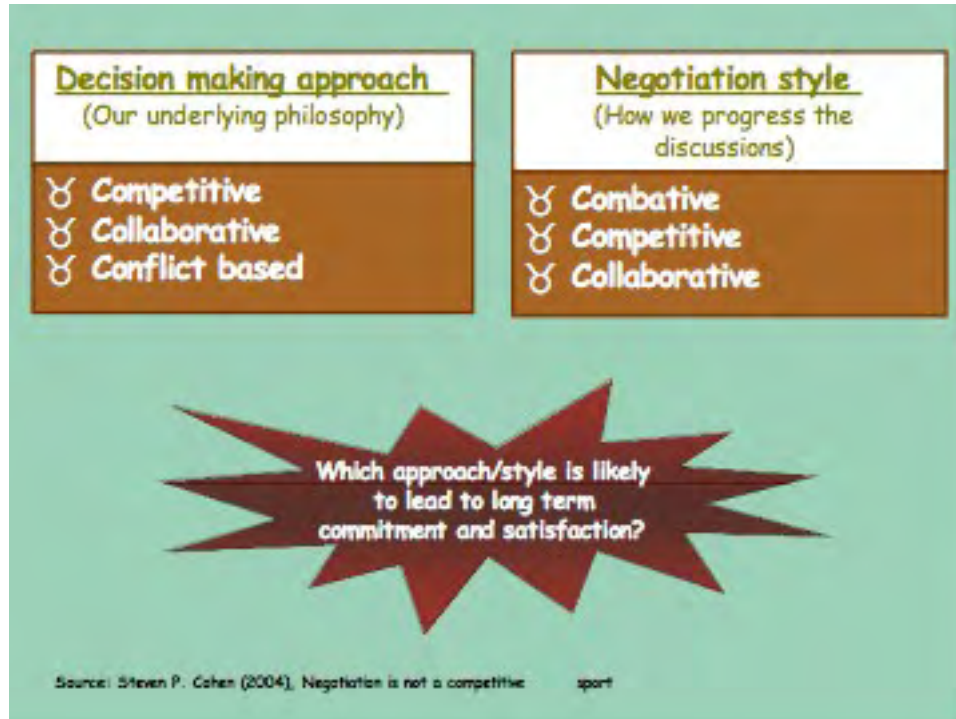 Decision making approach
(Our underlying philosophy)
♉ Competitive
♉ Collaborative
♉ Conflict based
Negotiation style
(How we progress the
discussions)
♉ Combative
♉ Competitive
♉ Collaborative
Which approach/style is likely
to lead to long term
commitment and satisfaction?
Source: Steven P. Cohen (2004), Negotiation is not a competitive sport